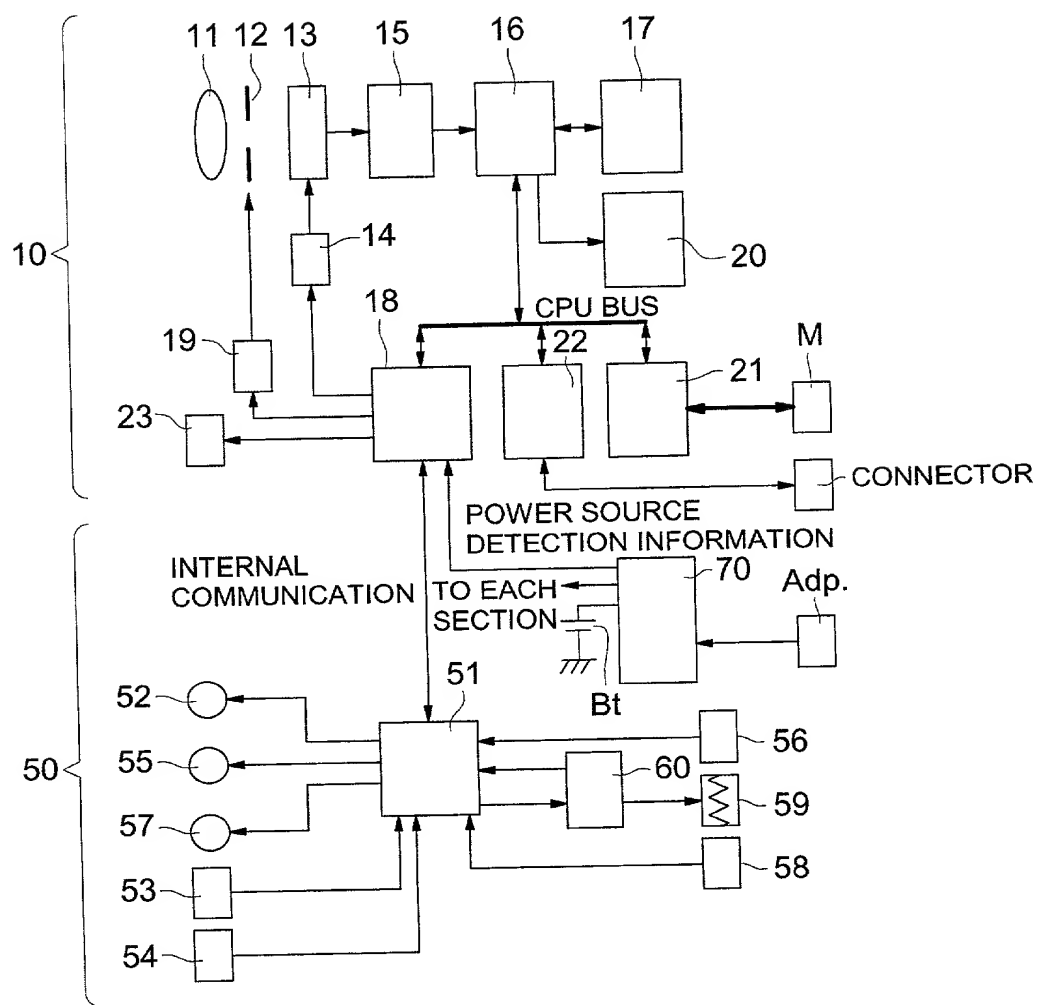 11
12
13
15
16
17
14
20
10
CPU BUS
18
22
19
21
M
23
CONNECTOR
POWER SOURCE
DETECTION INFORMATION
INTERNAL
COMMUNICATION
TO EACH
SECTION
70
Adp.
Bt
52
51
56
55
50
60
59
57
58
53
54